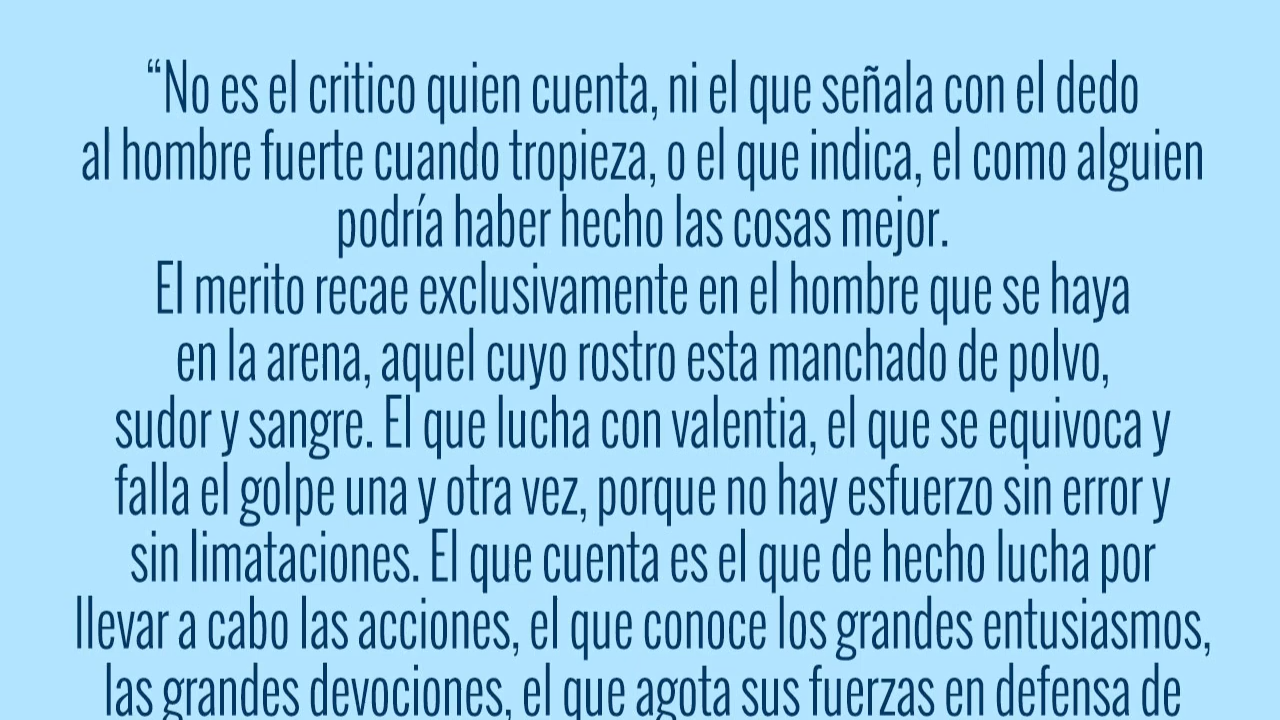 “No es el critico quien cuenta, ni el que señala con el dedo
al hombre fuerte cuando tropieza, o el que indica, el como alguien
podría haber hecho las cosas mejor.
El merito recae exclusivamente en el hombre que se haya
en la arena, aquel cuyo rostro esta manchado de polvo,
sudor y sangre. El que lucha con valentia, el que se equivoca y
falla el golpe una y otra vez, porque no hay esfuerzo sin error y
sin limataciones. El que cuenta es el que de hecho lucha por
llevar a cabo las acciones, el que conoce los grandes entusiasmos,
las grandes devociones, el que agota sus fuerzas en defensa de